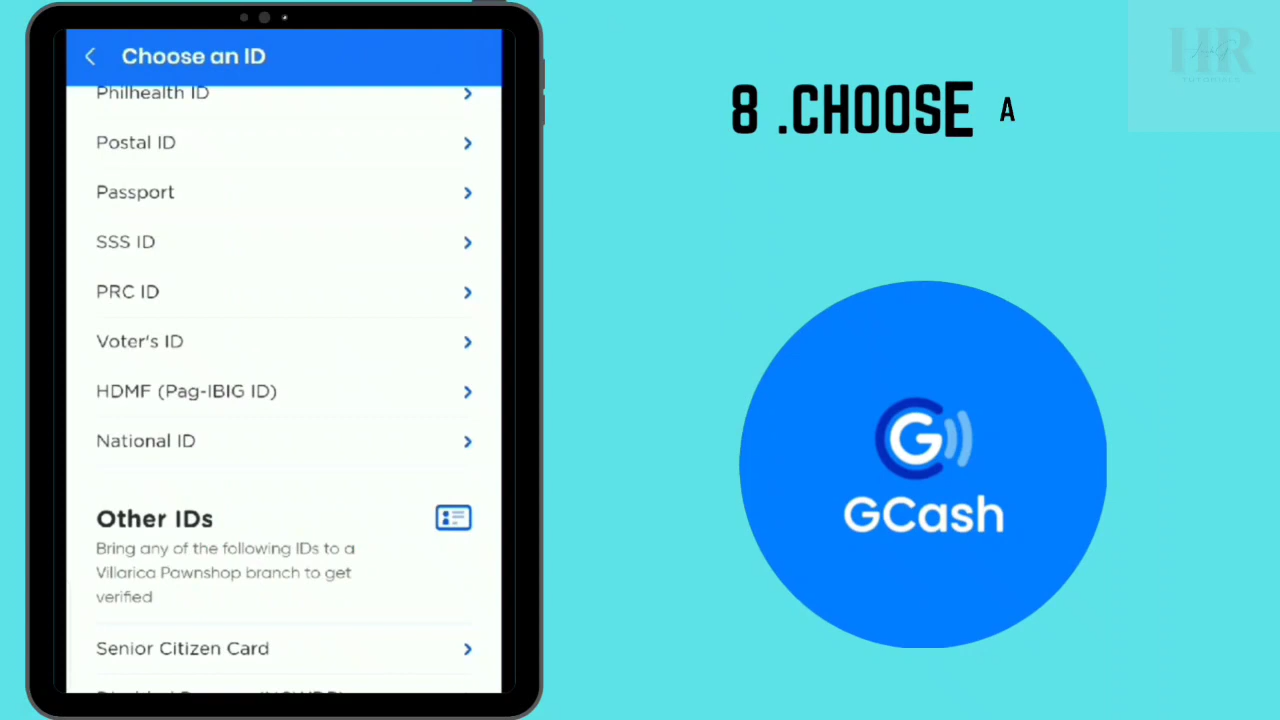 Choose an ID
Philhealth ID
Postal ID
Passport
SSS ID
PRC ID
Voter's ID
HDMF (Pag-IBIG ID)
National ID
Other IDs
Bring any of the following IDs to a
Villarica Pawnshop branch to get
verified
Senior Citizen Card
8 .CHOOSE A
HR
TUTORIALS
G
GCash